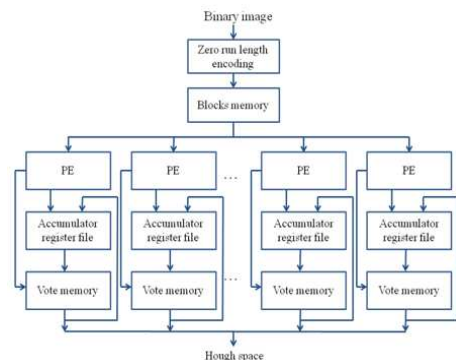 Binary image
Zero run length
encoding
Blocks memory
PE
PE
...
PE
PE
Accumulator
register file
Accumulator
register file
Accumulator
register file
Accumulator
register file
Vote memory
Vote memory
...
Vote memory
Vote memory
Hough space